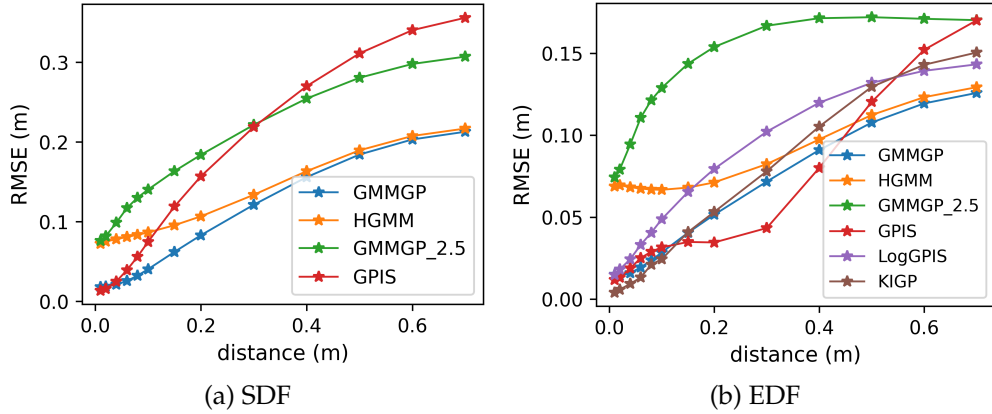 RMSE (m)
0.3
0.2
0.1
0.0
GMMGP
HGMM
GMMGP_2.5
GPIS
0.0 0.2 0.4 0.6
distance (m)
(a) SDF
RMSE (m)
0.15
0.10
0.05
0.00
GMMGP
HGMM
GMMGP_2.5
GPIS
LogGPIS
KIGP
0.0 0.2 0.4 0.6
distance (m)
(b) EDF